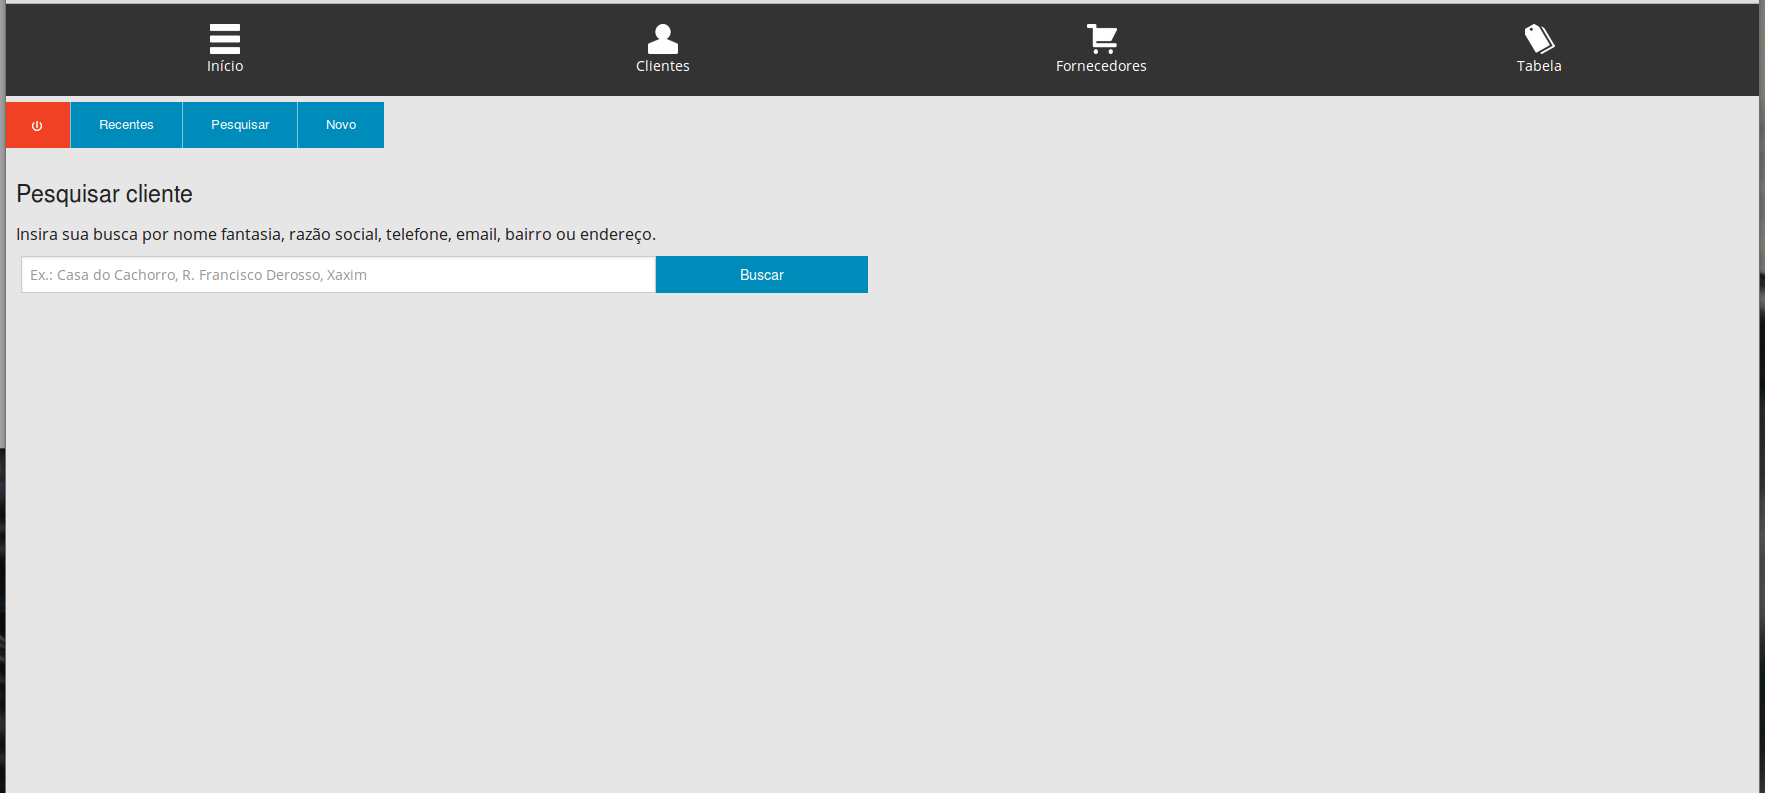 Início Clientes Fornecedores Tabela
Recentes Pesquisar Novo
Pesquisar cliente
Insira sua busca por nome fantasia, razão social, telefone, email, bairro ou endereço.
Ex.: Casa do Cachorro, R. Francisco Derosso, Xaxim Buscar